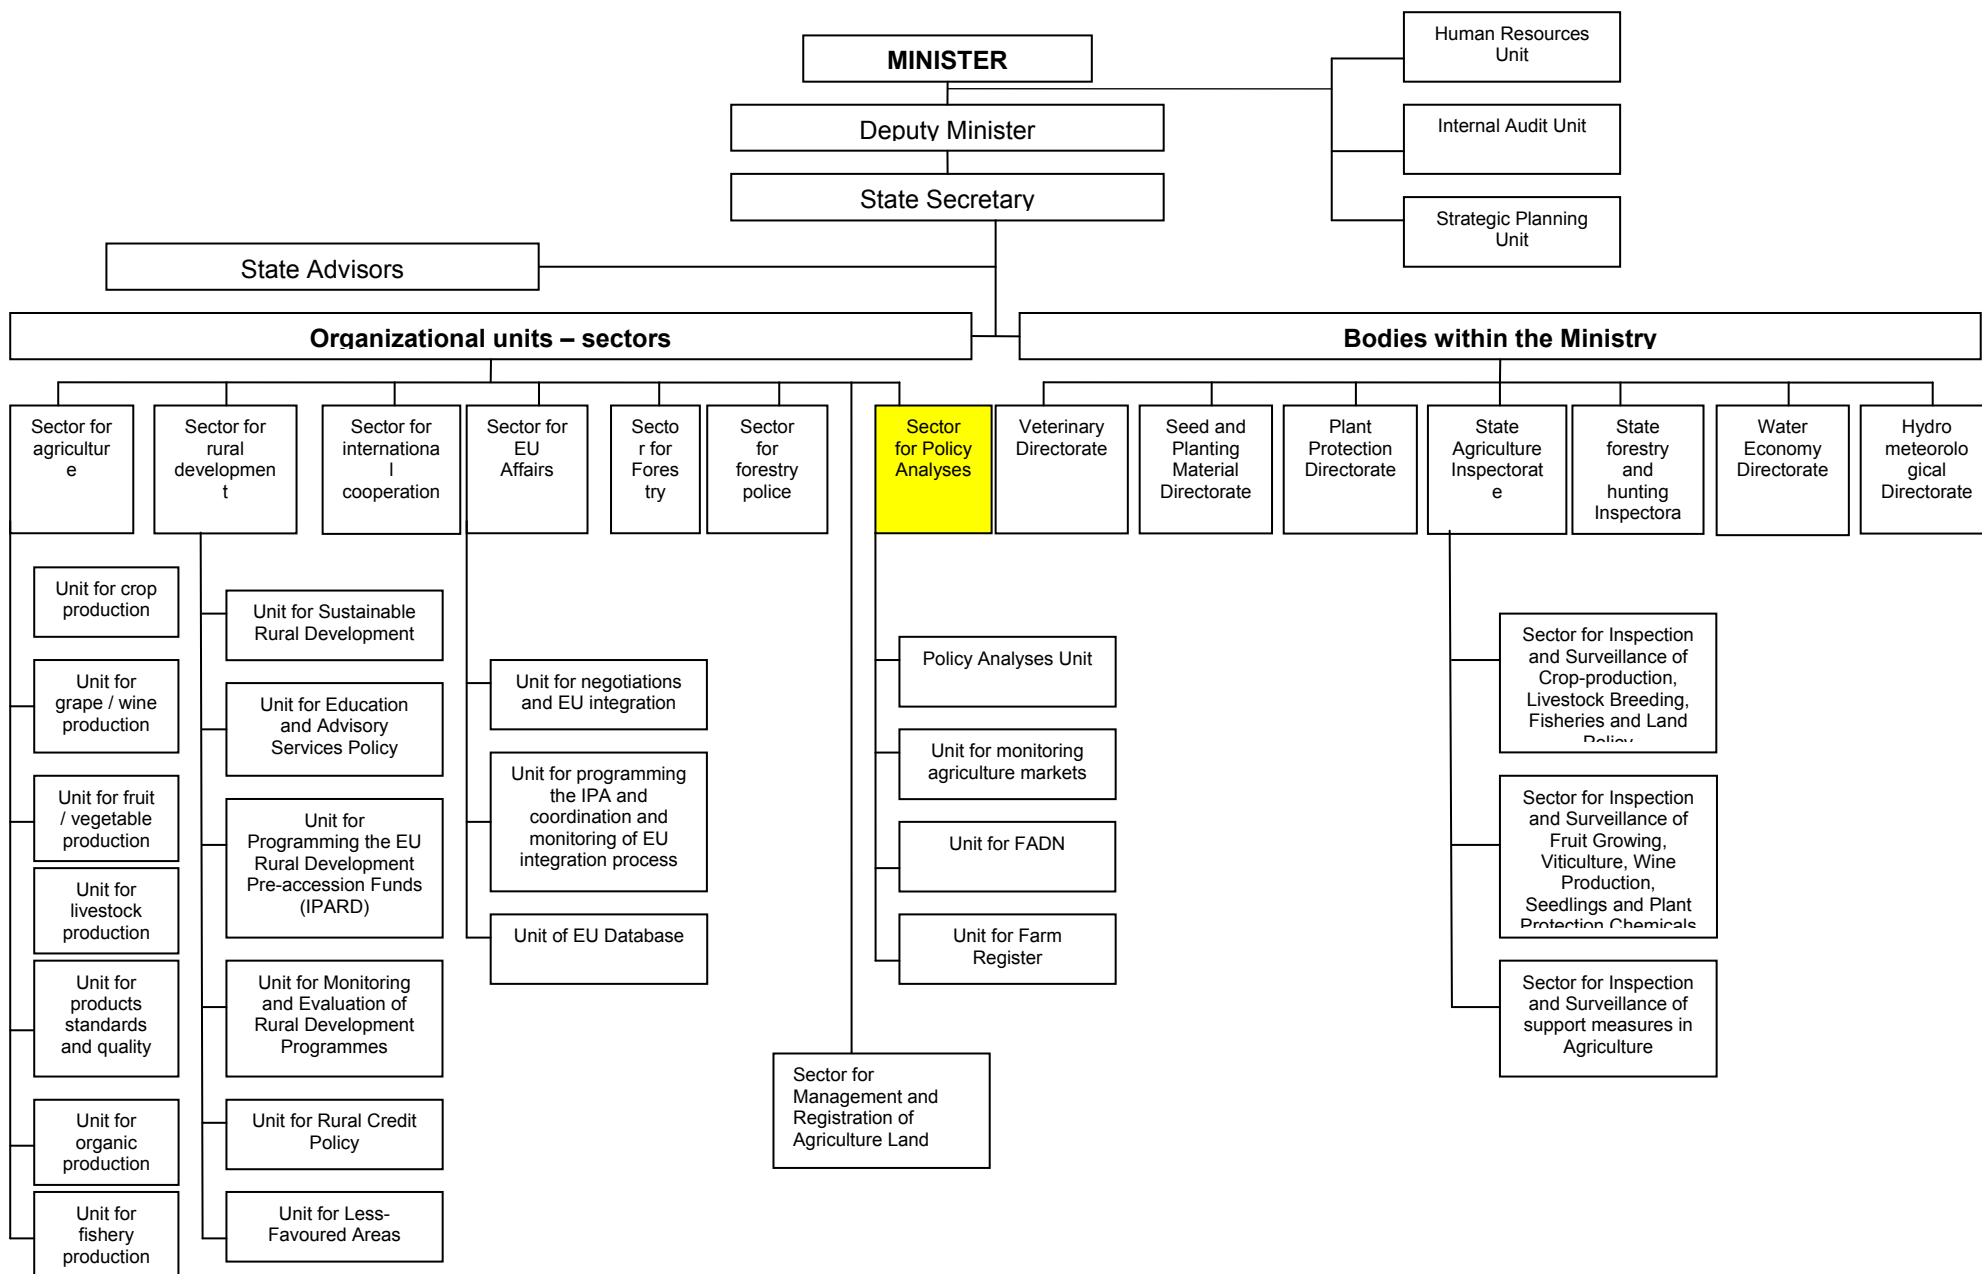 MINISTER
Human Resources
Unit
Deputy Minister
Internal Audit Unit
State Secretary
Strategic Planning
Unit
State Advisors
Organizational units – sectors
Bodies within the Ministry
Sector for
agricultur
e
Sector for
rural
developmen
t
Sector for
internationa
l
cooperation
Sector for
EU
Affairs
Secto
r for
Fores
try
Sector
for
forestry
police
Sector
for Policy
Analyses
Veterinary
Directorate
Seed and
Planting
Material
Directorate
Plant
Protection
Directorate
State
Agriculture
Inspectorat
e
State
forestry
and
hunting
Inspectora
Water
Economy
Directorate
Hydro
meteorolo
gical
Directorate
Unit for crop
production
Unit for
grape / wine
production
Unit for fruit
/ vegetable
production
Unit for
livestock
production
Unit for
products
standards
and quality
Unit for
organic
production
Unit for
fishery
production
Unit for Sustainable
Rural Development
Unit for Education
and Advisory
Services Policy
Unit for
Programming the EU
Rural Development
Pre-accession Funds
(IPARD)
Unit for Monitoring
and Evaluation of
Rural Development
Programmes
Unit for Rural Credit
Policy
Unit for Less-
Favoured Areas
Unit for negotiations
and EU integration
Unit for programming
the IPA and
coordination and
monitoring of EU
integration process
Unit of EU Database
Policy Analyses Unit
Unit for monitoring
agriculture markets
Unit for FADN
Unit for Farm
Register
Sector for
Management and
Registration of
Agriculture Land
Sector for Inspection
and Surveillance of
Crop-production,
Livestock Breeding,
Fisheries and Land
Policy
Sector for Inspection
and Surveillance of
Fruit Growing,
Viticulture, Wine
Production,
Seedlings and Plant
Protection Chemicals
Sector for Inspection
and Surveillance of
support measures in
Agriculture